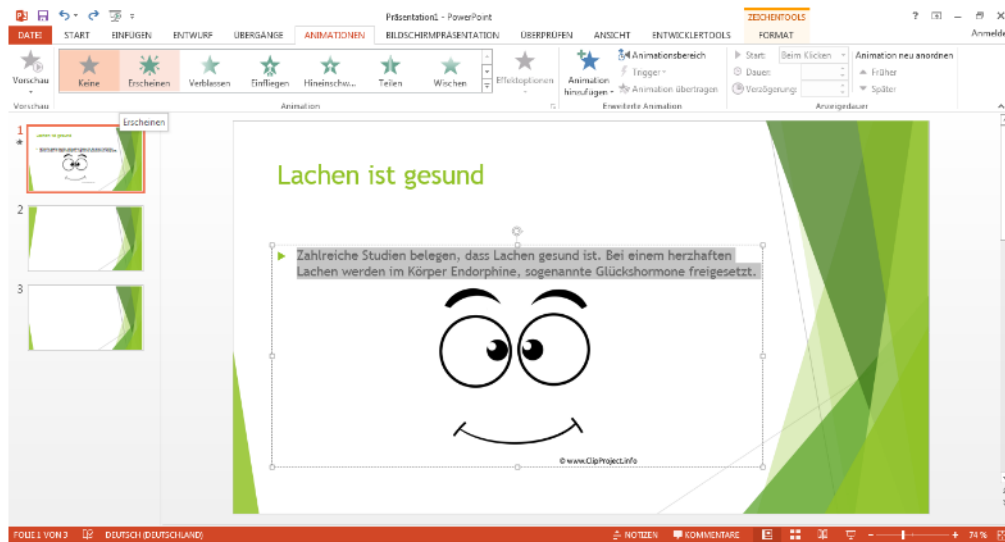 Präsentation1 - PowerPoint
ZEICHENTOOLS
DATEI START EINFÜGEN ENTWURF ÜBERGÄNGE ANIMATIONEN BILDSCHIRMPRÄSENTATION ÜBERPRÜFEN ANSICHT ENTWICKLERTOOLS FORMAT Anmelde
Vorschau
Keine Erscheinen Verblassen Einfliegen Hineinschw... Teilen Wischen
Effektoptionen
Animation hinzufügen
Animationsbereich
Trigger
Animation übertragen
Start: Beim Klicken
Dauer:
Verzögerung:
Animation neu anordnen
Früher
Später
Vorschau Animation Erweiterte Animation Anzeigedauer
Erscheinen
1
2
3
Lachen ist gesund
Zahlreiche Studien belegen, dass Lachen gesund ist. Bei einem herzhaften
Lachen werden im Körper Endorphine, sogenannte Glückshormone freigesetzt.
© www.ClipProject.info
FOLIE 1 VON 3 DEUTSCH (DEUTSCHLAND) NOTIZEN KOMMENTARE 74 %